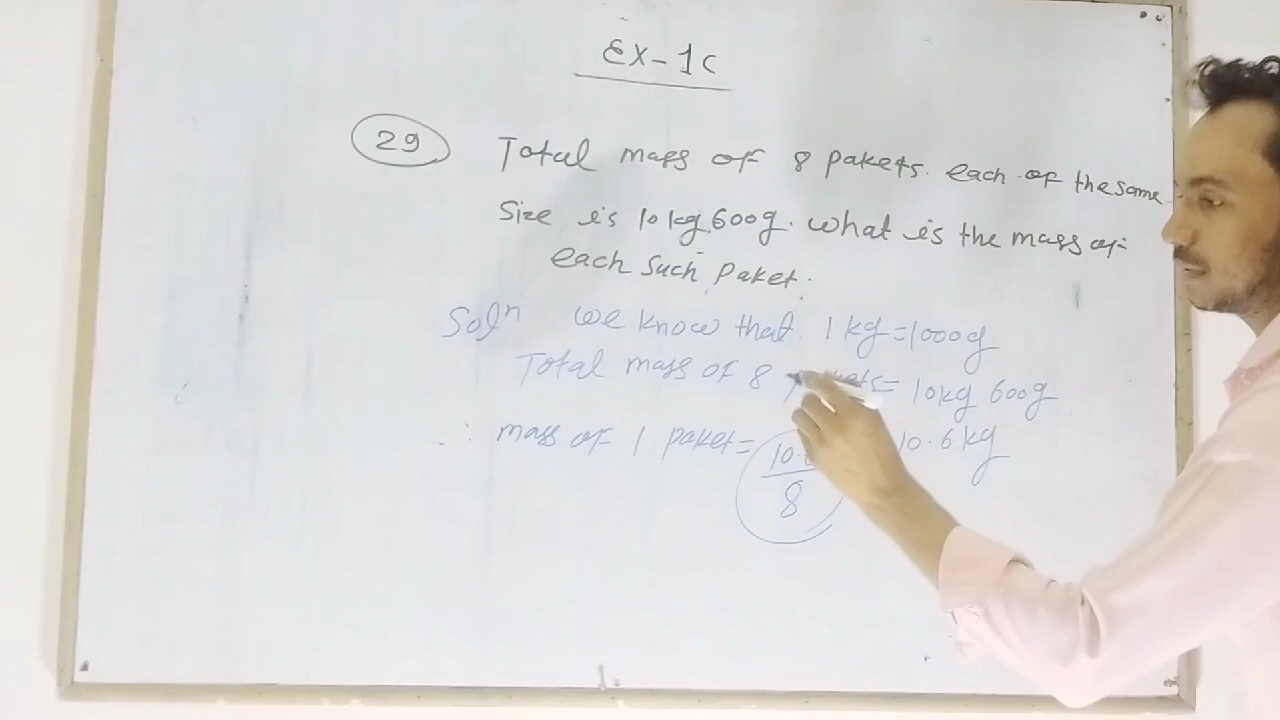 EX-1C
29 Total mass of 8 pakets. each of the same
Size is 10 kg 600g. what is the mass of
each such paket.
Solⁿ we know that 1 kg=1000g
Total mass of 8 = 10kg 600g
∴ mass of 1 paket= 10.6 kg
8